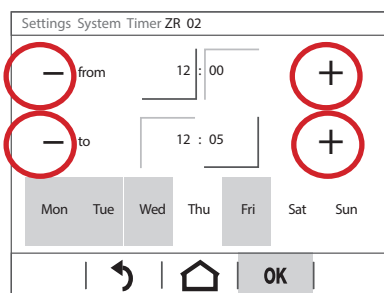 Settings System Timer ZR 02
− from 12 : 00 +
− to 12 : 05 +
Mon Tue Wed Thu Fri Sat Sun
OK